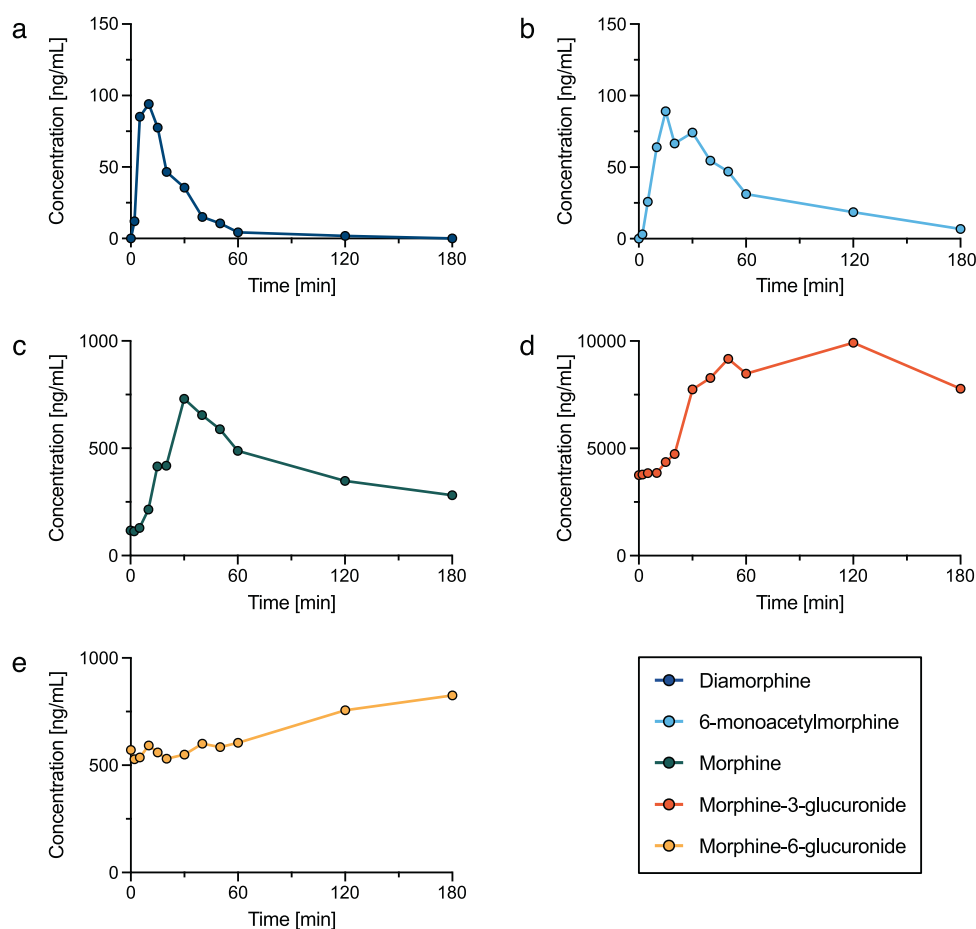 a
Concentration [ng/mL]
150
100
50
0
0 60 120 180
Time [min]
b
Concentration [ng/mL]
150
100
50
0
0 60 120 180
Time [min]
c
Concentration [ng/mL]
1000
500
0
0 60 120 180
Time [min]
d
Concentration [ng/mL]
10000
5000
0
0 60 120 180
Time [min]
e
Concentration [ng/mL]
1000
500
0
0 60 120 180
Time [min]
Diamorphine
6-monoacetylmorphine
Morphine
Morphine-3-glucuronide
Morphine-6-glucuronide